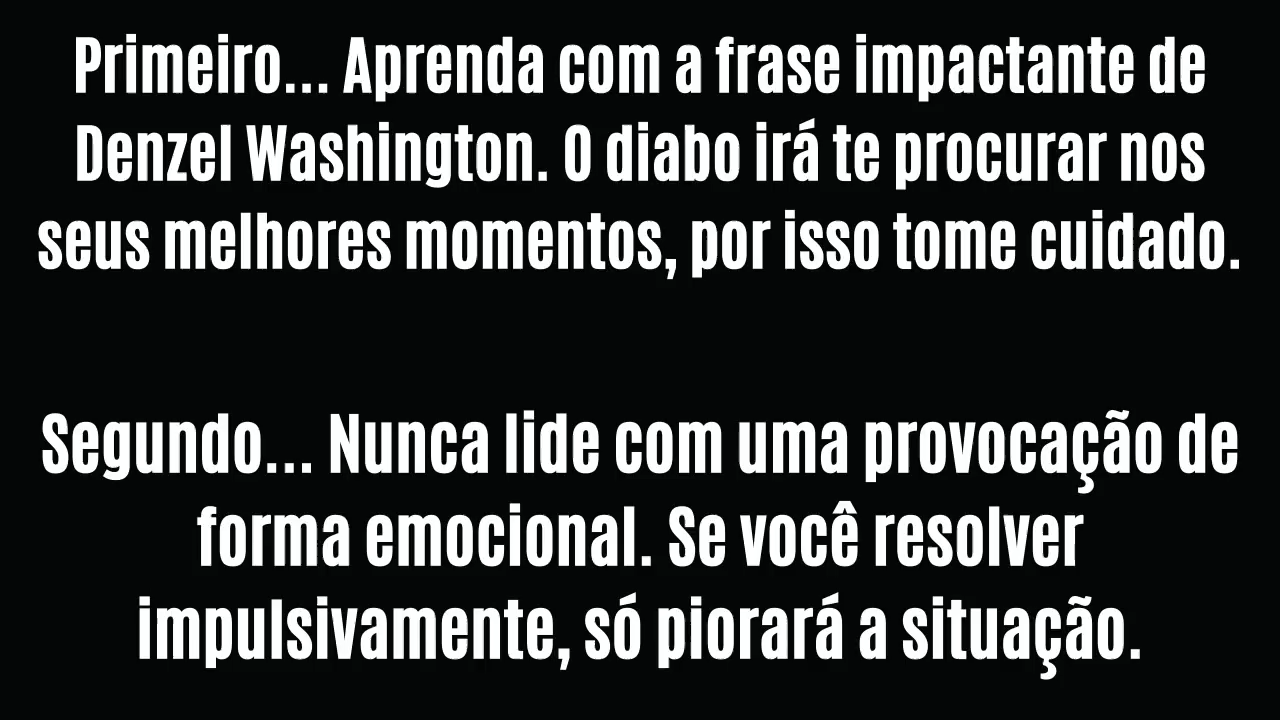 Primeiro... Aprenda com a frase impactante de
Denzel Washington. O diabo irá te procurar nos
seus melhores momentos, por isso tome cuidado.
Segundo... Nunca lide com uma provocação de
forma emocional. Se você resolver
impulsivamente, só piorará a situação.